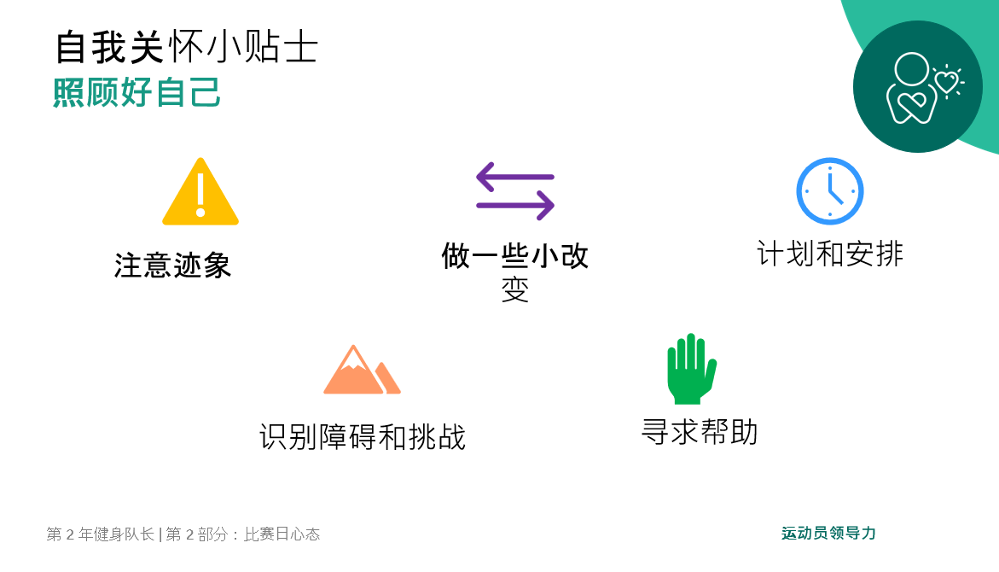 自我关怀小贴士
照顾好自己
注意迹象
做一些小改
变
计划和安排
识别障碍和挑战
寻求帮助
第 2 年健身队长 | 第 2 部分：比赛日心态
运动员领导力